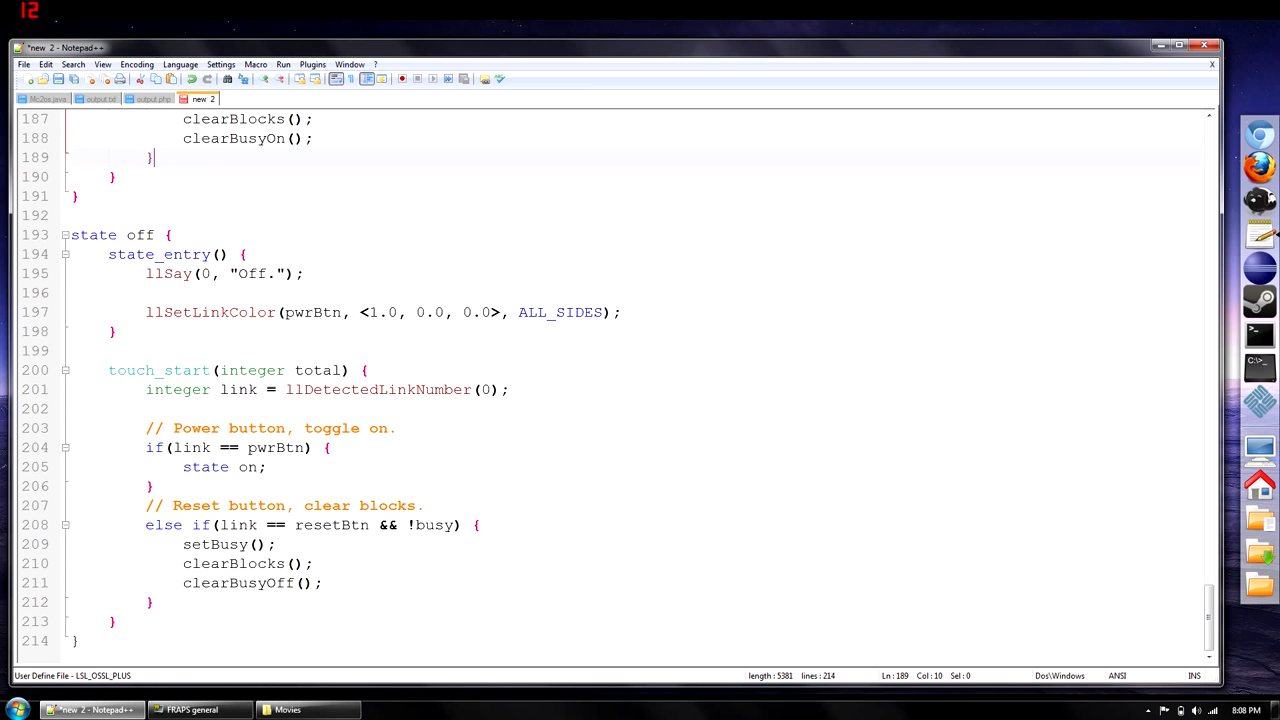 12
*new 2 - Notepad++
File Edit Search View Encoding Language Settings Macro Run Plugins Window ? X
Mc2os.java output.txt output.php new 2
187 clearBlocks();
188 clearBusyOn();
189 }
190 }
191 }
192
193 state off {
194 state_entry() {
195 llSay(0, "Off.");
196
197 llSetLinkColor(pwrBtn, <1.0, 0.0, 0.0>, ALL_SIDES);
198 }
199
200 touch_start(integer total) {
201 integer link = llDetectedLinkNumber(0);
202
203 // Power button, toggle on.
204 if(link == pwrBtn) {
205 state on;
206 }
207 // Reset button, clear blocks.
208 else if(link == resetBtn && !busy) {
209 setBusy();
210 clearBlocks();
211 clearBusyOff();
212 }
213 }
214 }
User Define File - LSL_OSSL_PLUS length : 5381 lines : 214 Ln : 189 Col : 10 Sel : 0 Dos\Windows ANSI INS
*new 2 - Notepad++ FRAPS general Movies 8:08 PM